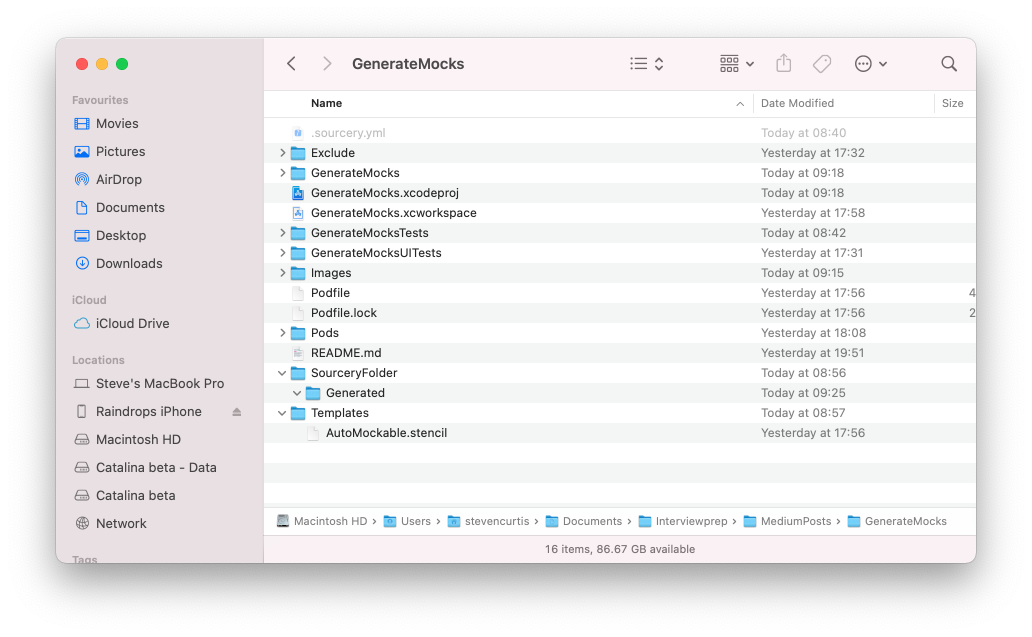 GenerateMocks
Favourites
Movies
Pictures
AirDrop
Documents
Desktop
Downloads
iCloud
iCloud Drive
Locations
Steve's MacBook Pro
Raindrops iPhone
Macintosh HD
Catalina beta - Data
Catalina beta
Network
Tags
Name Date Modified Size
.sourcery.yml Today at 08:40
Exclude Yesterday at 17:32
GenerateMocks Today at 09:18
GenerateMocks.xcodeproj Today at 09:18
GenerateMocks.xcworkspace Yesterday at 17:58
GenerateMocksTests Today at 08:42
GenerateMocksUITests Yesterday at 17:31
Images Today at 09:15
Podfile Yesterday at 17:56 4
Podfile.lock Yesterday at 17:56 2
Pods Yesterday at 18:08
README.md Yesterday at 19:51
SourceryFolder Today at 08:56
Generated Today at 09:25
Templates Today at 08:57
AutoMockable.stencil Yesterday at 17:56
Macintosh HD › Users › stevencurtis › Documents › Interviewprep › MediumPosts › GenerateMocks
16 items, 86.67 GB available